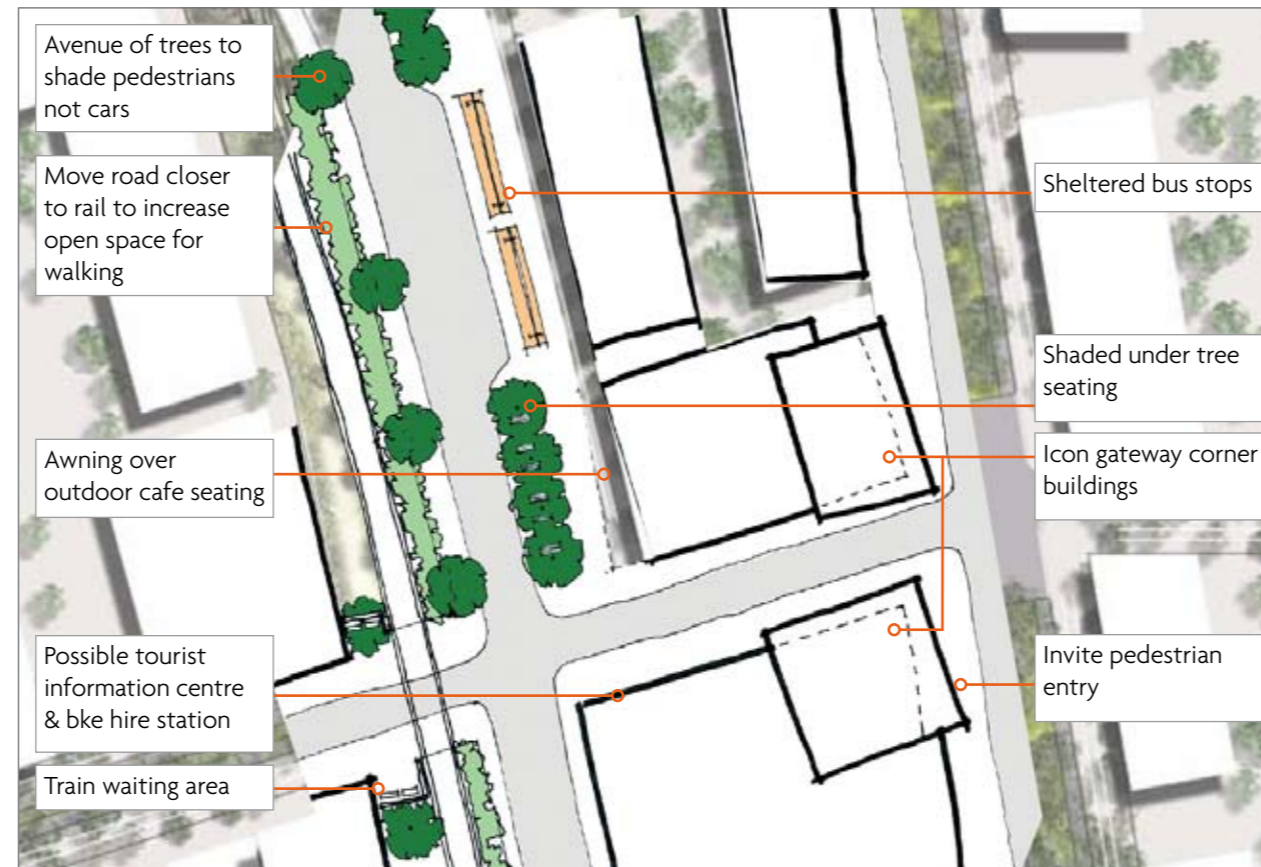 Avenue of trees to
shade pedestrians
not cars
Move road closer
to rail to increase
open space for
walking
Awning over
outdoor cafe seating
Possible tourist
information centre
& bke hire station
Train waiting area
Sheltered bus stops
Shaded under tree
seating
Icon gateway corner
buildings
Invite pedestrian
entry